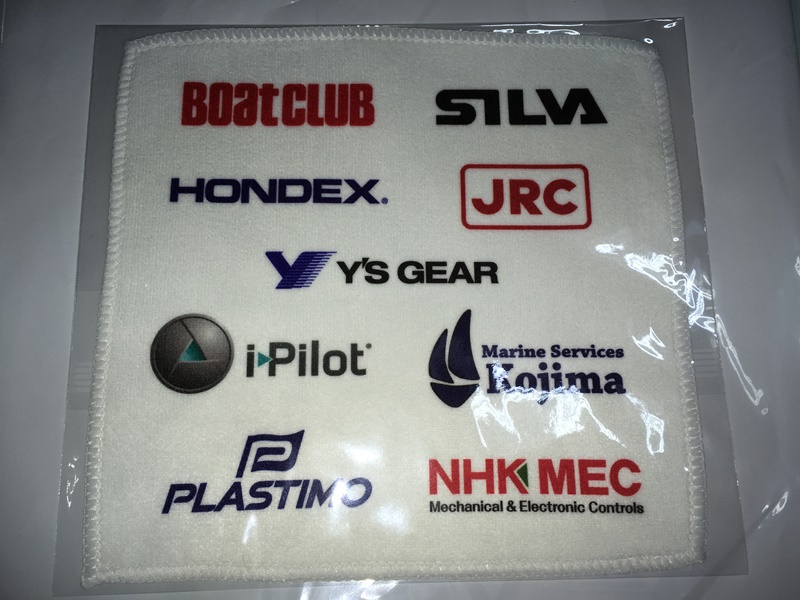 BOatCLUB
SILVA
HONDEX®
JRC
Y'S GEAR
i-Pilot®
Marine Services
Kojima
PLASTIMO
NHK MEC
Mechanical & Electronic Controls